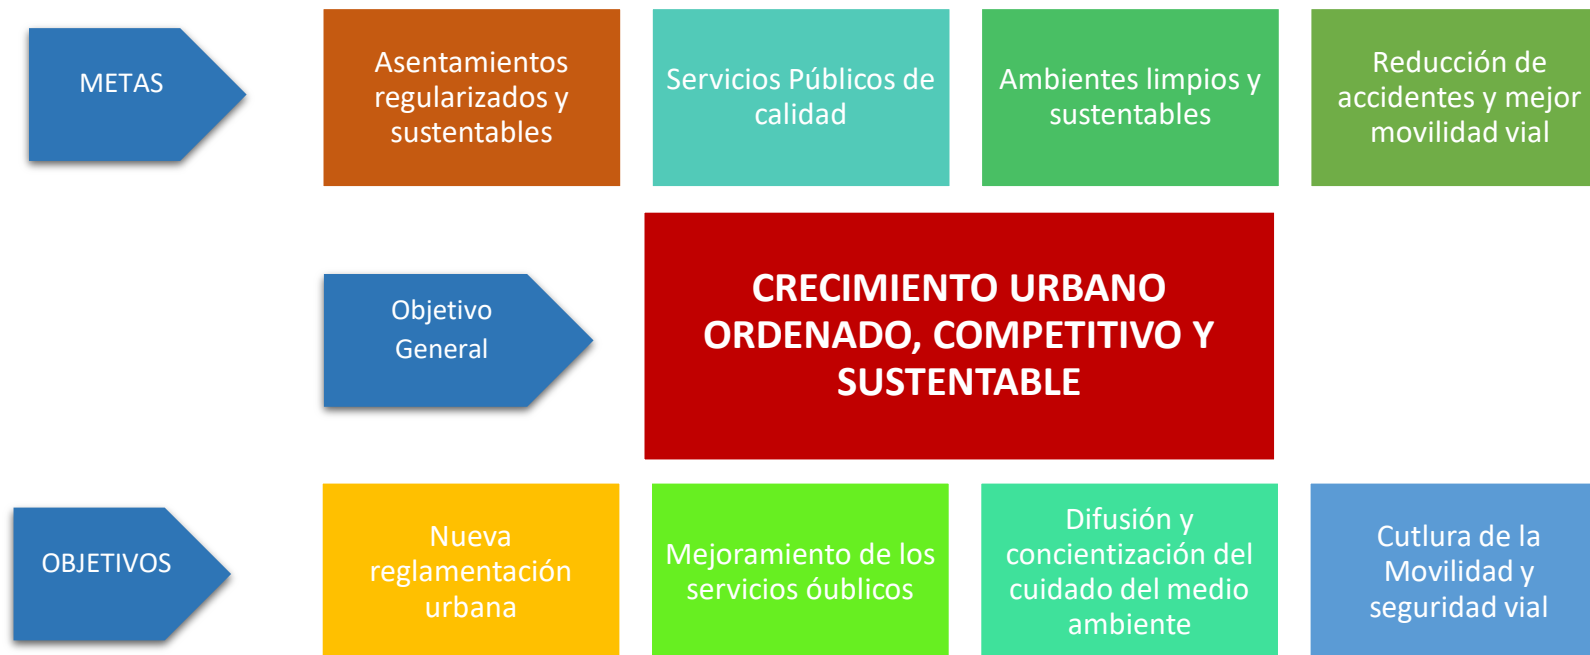 METAS
Asentamientos
regularizados y
sustentables
Servicios Públicos de
calidad
Ambientes limpios y
sustentables
Reducción de
accidentes y mejor
movilidad vial
Objetivo
General
CRECIMIENTO URBANO
ORDENADO, COMPETITIVO Y
SUSTENTABLE
OBJETIVOS
Nueva
reglamentación
urbana
Mejoramiento de los
servicios óublicos
Difusión y
concientización del
cuidado del medio
ambiente
Cutlura de la
Movilidad y
seguridad vial